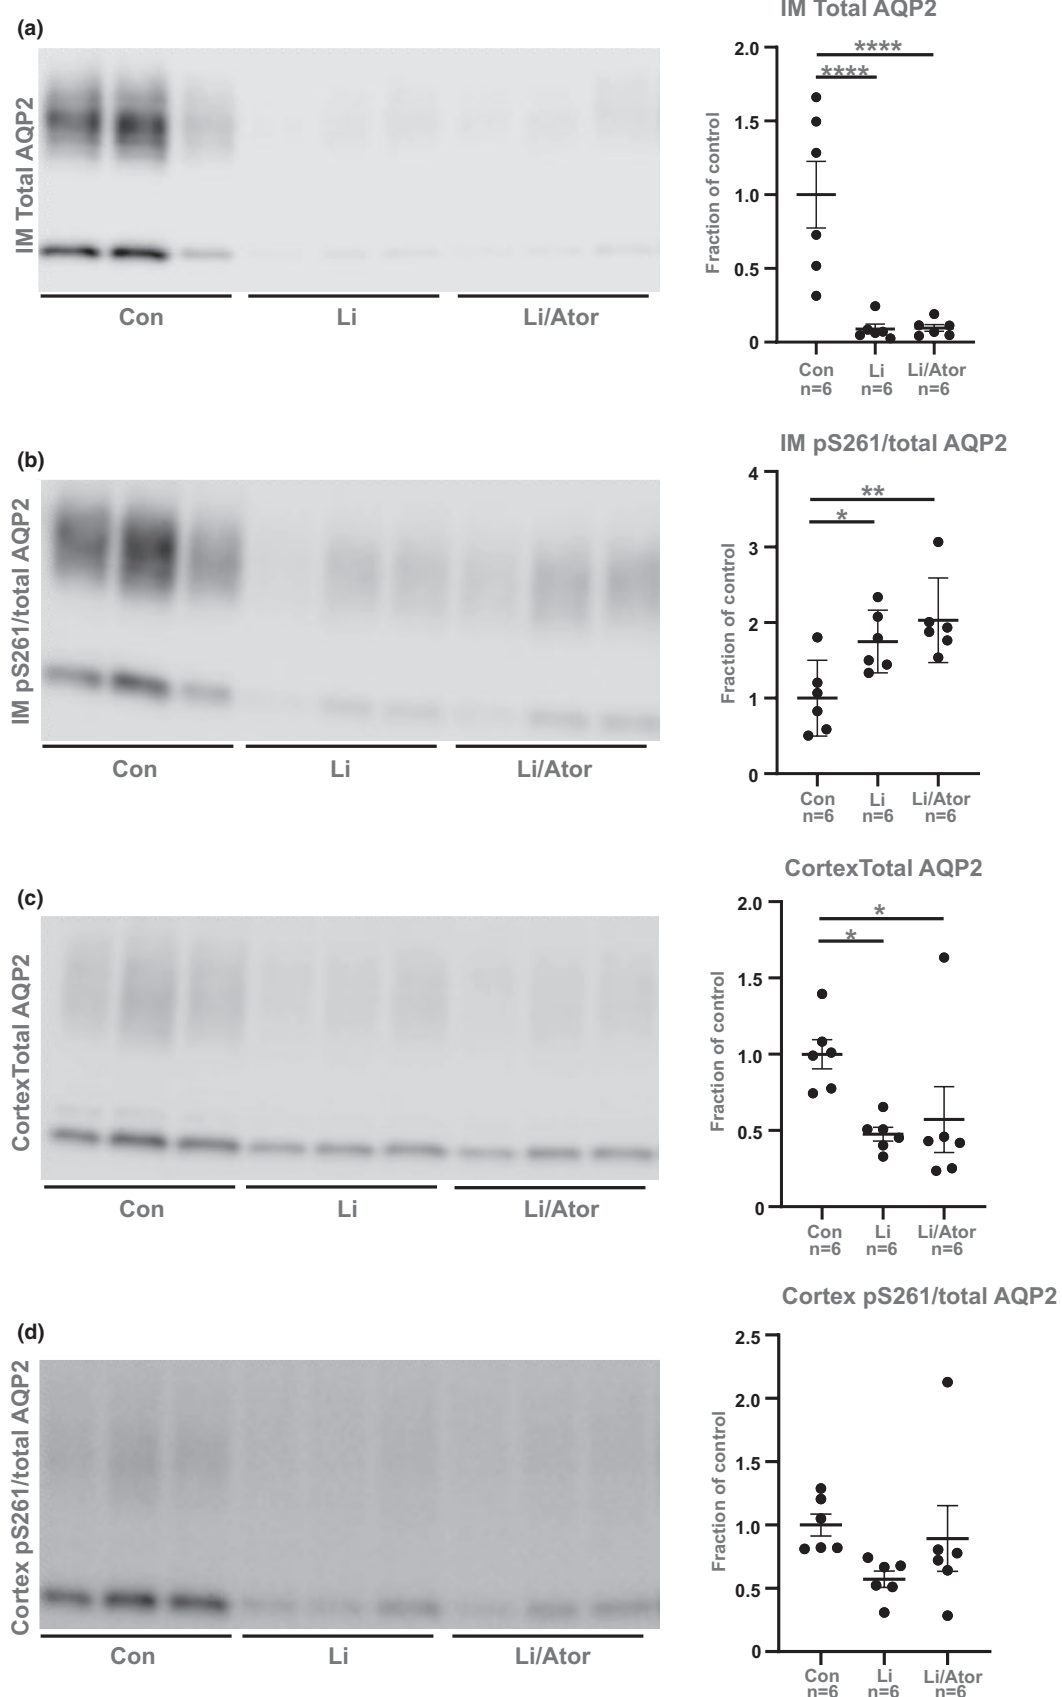 (a)
IM Total AQP2
Con
Li
Li/Ator
IM Total AQP2
Fraction of control
2.0
1.5
1.0
0.5
0
****
****
Con
n=6
Li
n=6
Li/Ator
n=6
(b)
IM pS261/total AQP2
Con
Li
Li/Ator
IM pS261/total AQP2
Fraction of control
4
3
2
1
0
**
*
Con
n=6
Li
n=6
Li/Ator
n=6
(c)
CortexTotal AQP2
Con
Li
Li/Ator
CortexTotal AQP2
Fraction of control
2.0
1.5
1.0
0.5
0
*
*
Con
n=6
Li
n=6
Li/Ator
n=6
(d)
Cortex pS261/total AQP2
Con
Li
Li/Ator
Cortex pS261/total AQP2
Fraction of control
2.5
2.0
1.5
1.0
0.5
0
Con
n=6
Li
n=6
Li/Ator
n=6